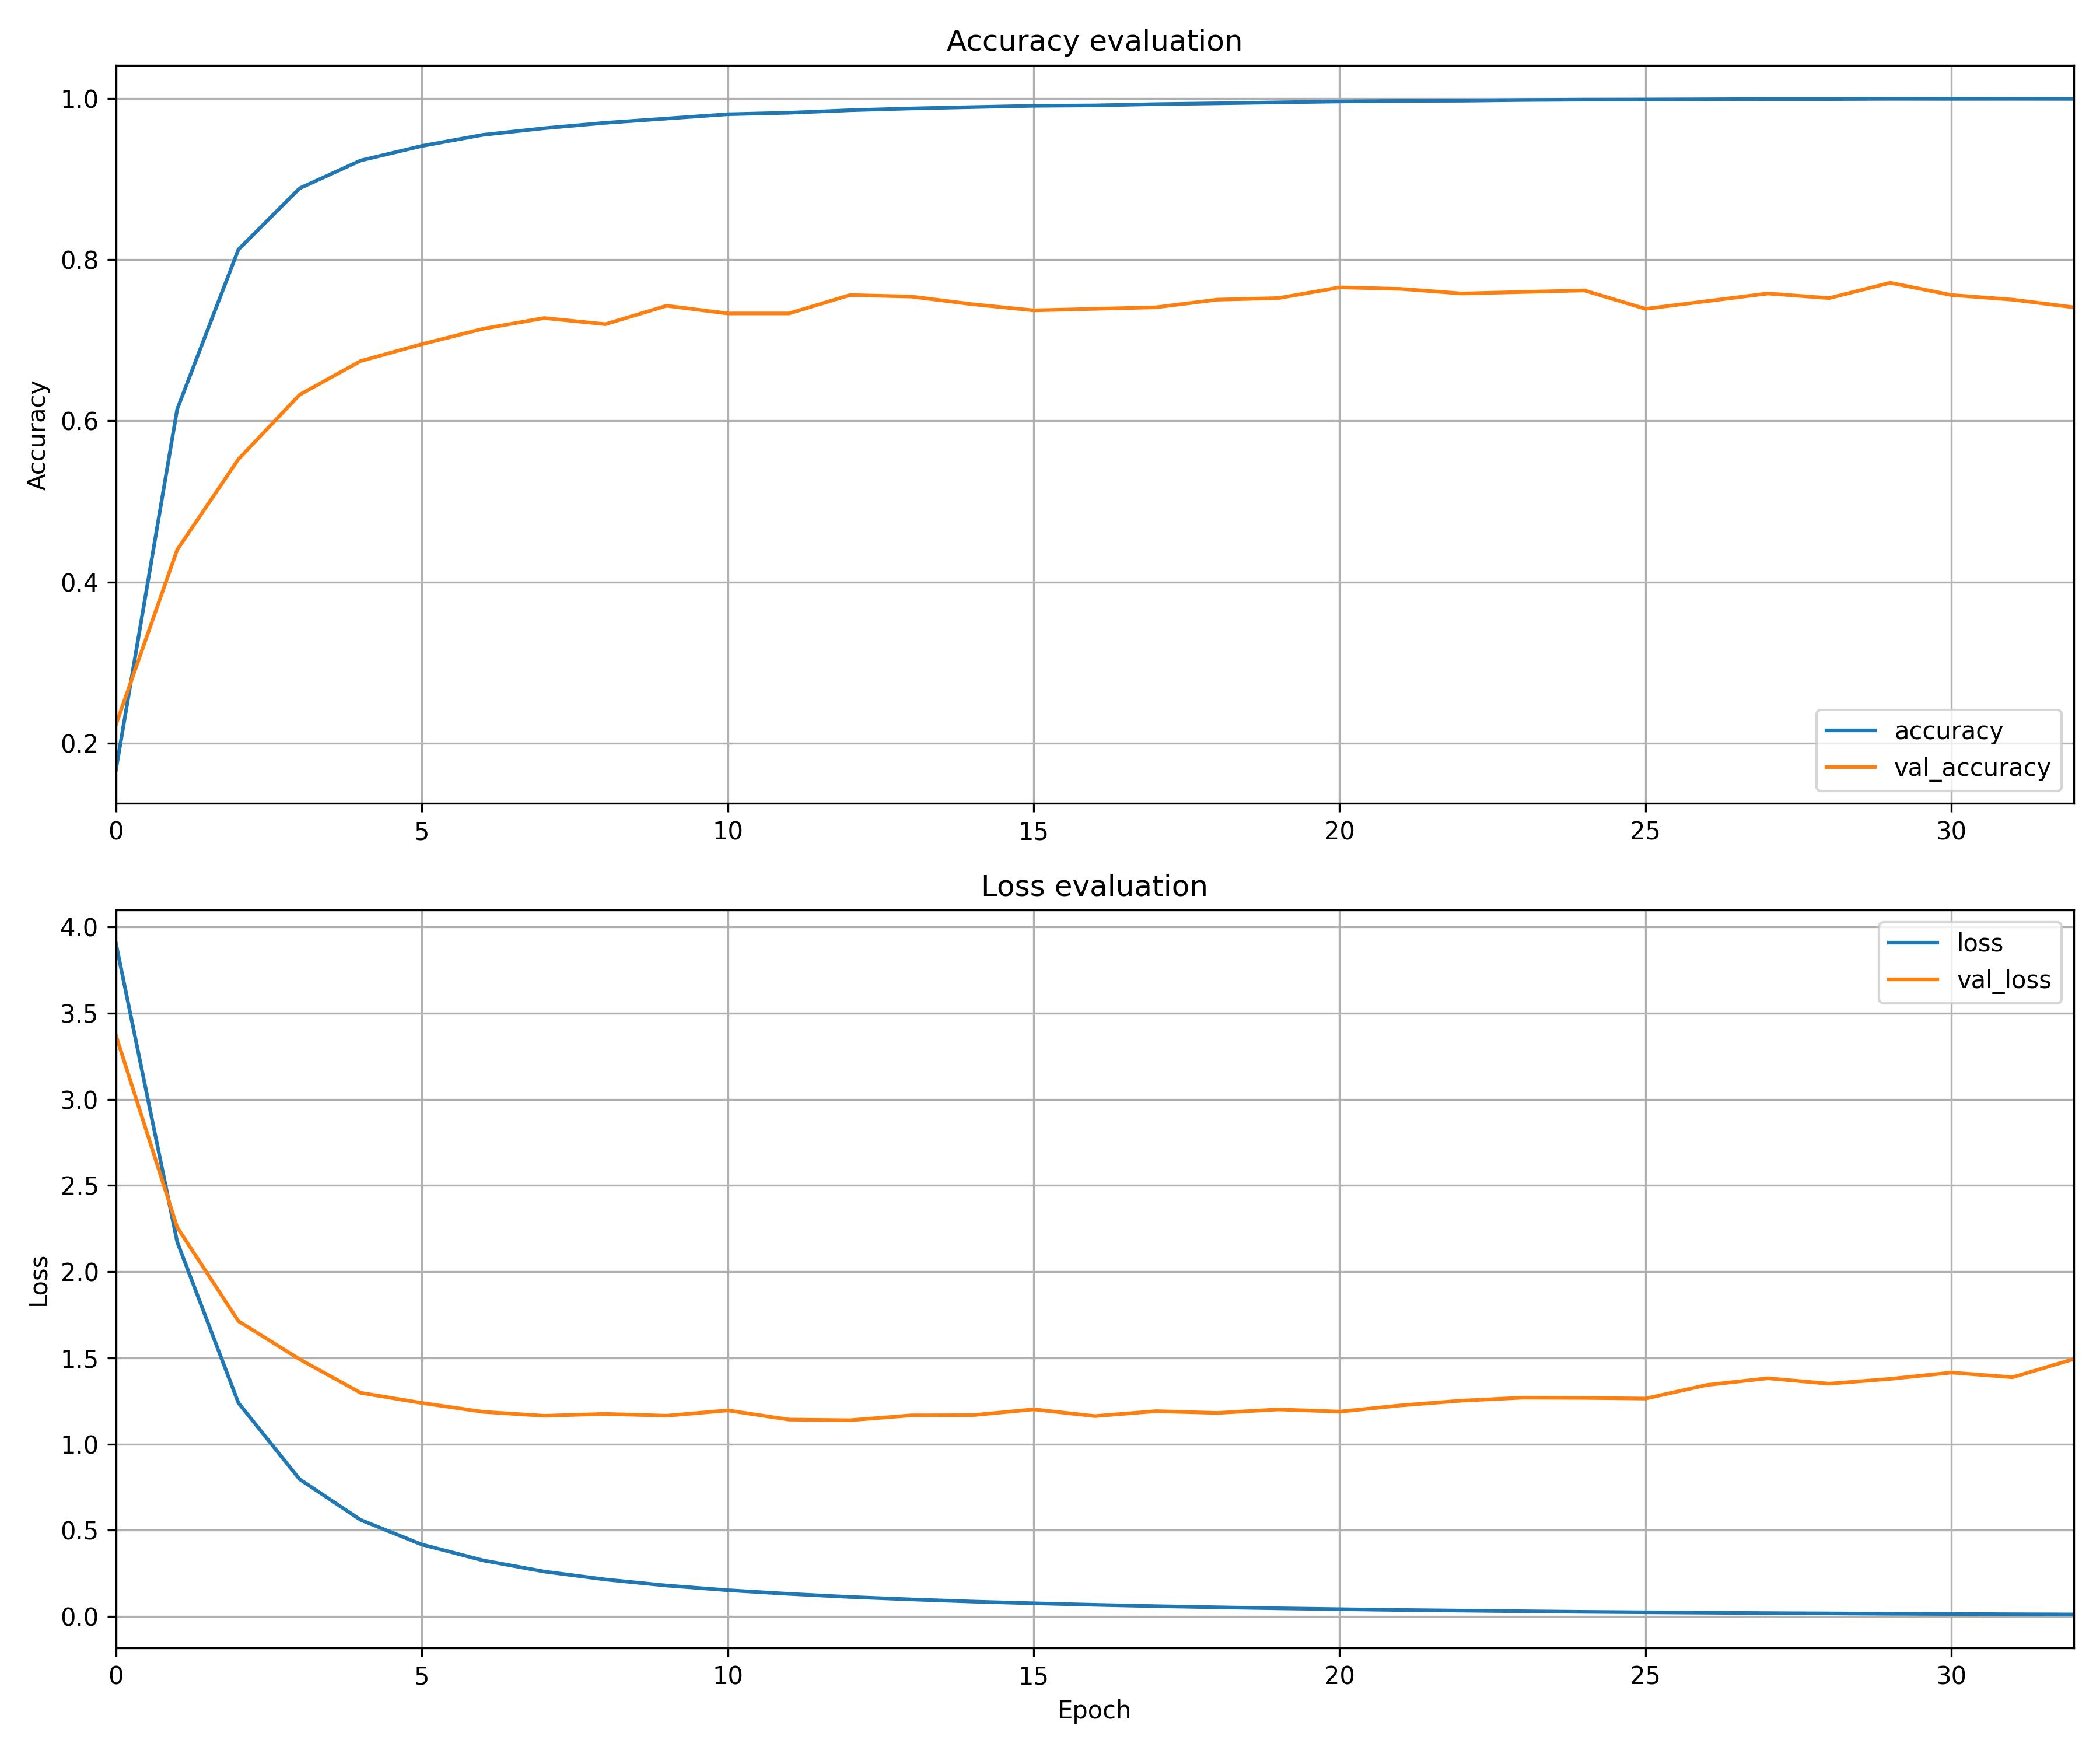 Accuracy evaluation
1.0
0.8
0.6
0.4
0.2
Accuracy
accuracy
val_accuracy
0 5 10 15 20 25 30
Loss evaluation
4.0
3.5
3.0
2.5
2.0
1.5
1.0
0.5
0.0
Loss
loss
val_loss
0 5 10 15 20 25 30
Epoch